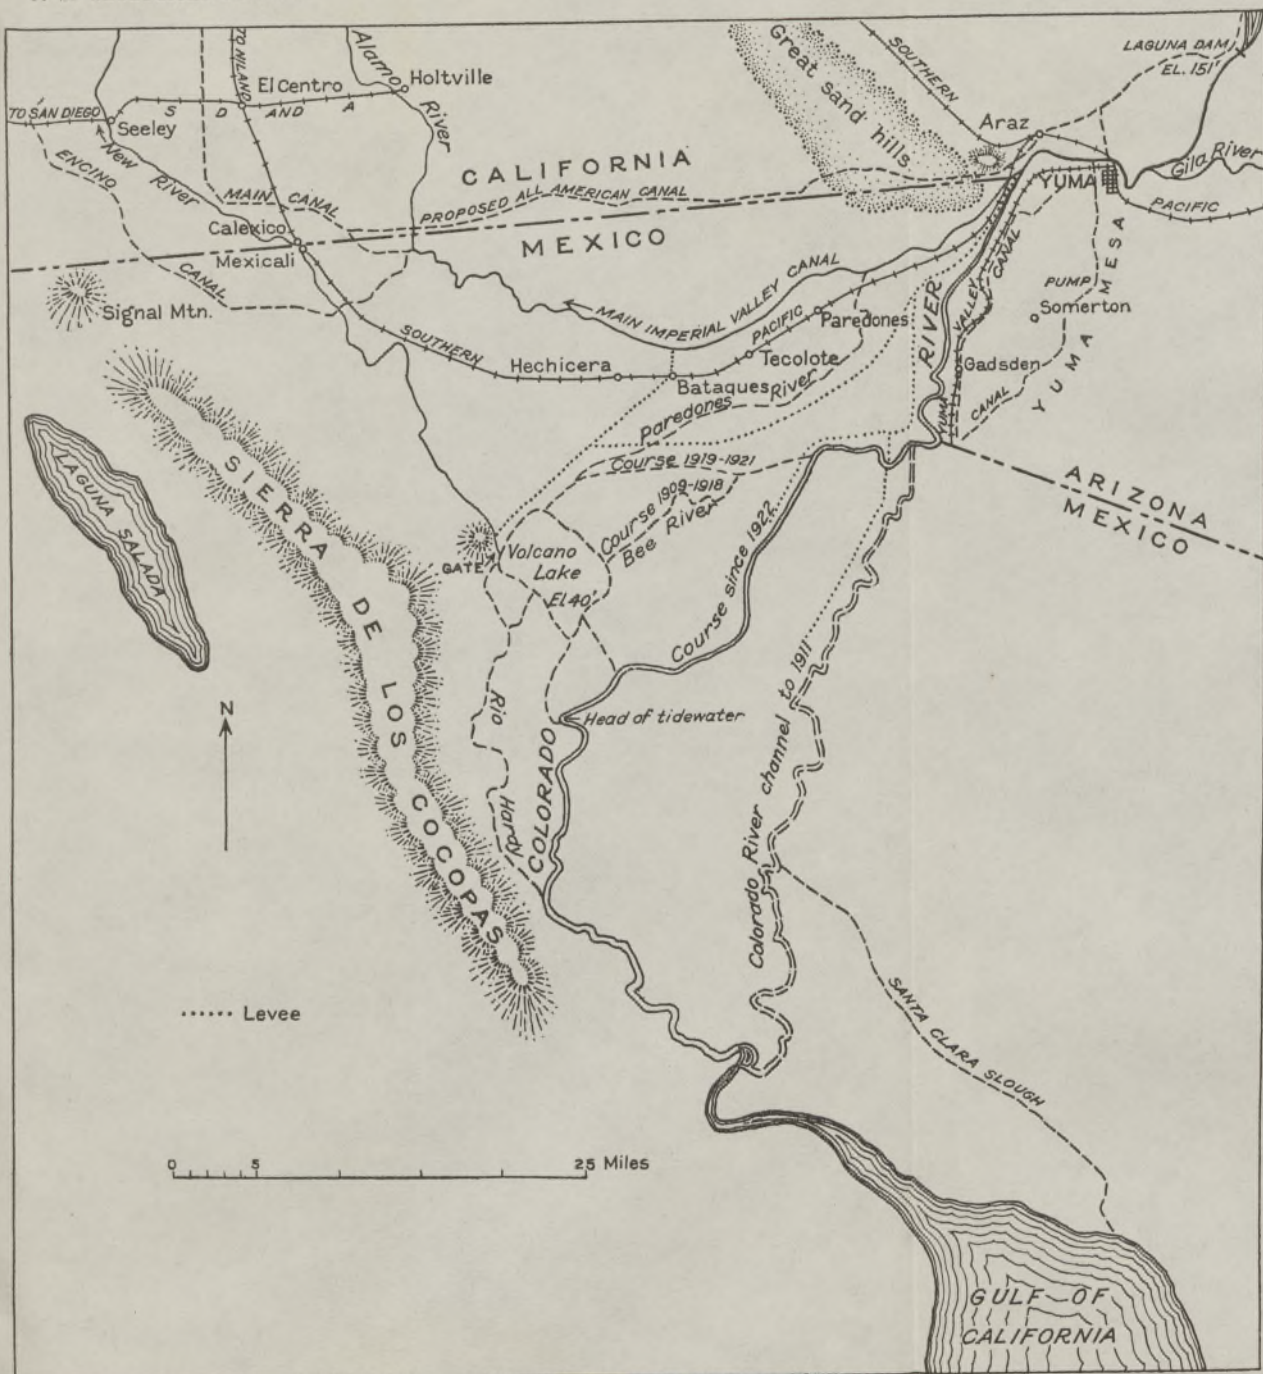 LAGUNA DAM
EL. 151'
TO NILAND
Alamo River
Holtville
El Centro
TO SAN DIEGO
S D AND A
Seeley
New River
ENCINO CANAL
MAIN CANAL
Great sand hills
SOUTHERN PACIFIC
Araz
YUMA
Gila River
CALIFORNIA
PROPOSED ALL AMERICAN CANAL
MEXICO
Calexico
Mexicali
Signal Mtn.
MAIN IMPERIAL VALLEY CANAL
SOUTHERN PACIFIC
Hechicera
Bataques
Tecolote
Paredones
Paredones River
RIVER
YUMA VALLEY CANAL
PUMP
Somerton
YUMA MESA
Gadsden
CANAL
ARIZONA
MEXICO
LAGUNA SALADA
SIERRA DE LOS COCOPAS
Course 1919-1921
Course 1909-1918
Bee River
Course since 1922
GATE
Volcano
Lake
El 40'
Rio Hardy
COLORADO
Head of tidewater
Colorado River channel to 1911
N
SANTA CLARA SLOUGH
Levee
0 5 25 Miles
GULF OF
CALIFORNIA